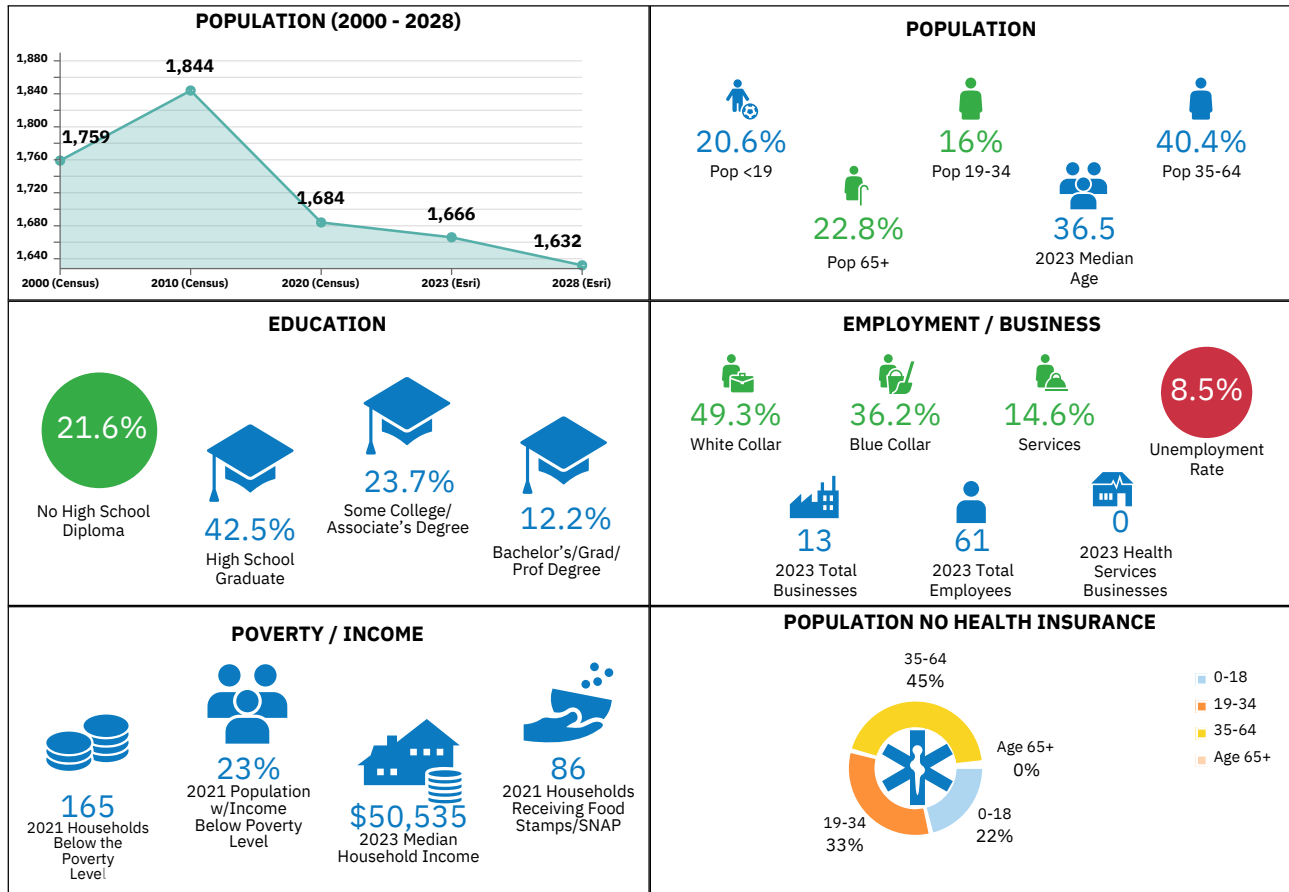 POPULATION (2000 - 2028)
1,880
1,840
1,800
1,760
1,720
1,680
1,640
1,759
1,844
1,684
1,666
1,632
2000 (Census)
2010 (Census)
2020 (Census)
2023 (Esri)
2028 (Esri)
POPULATION
20.6%
Pop <19
16%
Pop 19-34
40.4%
Pop 35-64
22.8%
Pop 65+
36.5
2023 Median
Age
EDUCATION
21.6%
No High School
Diploma
42.5%
High School
Graduate
23.7%
Some College/
Associate's Degree
12.2%
Bachelor's/Grad/
Prof Degree
EMPLOYMENT / BUSINESS
49.3%
White Collar
36.2%
Blue Collar
14.6%
Services
8.5%
Unemployment
Rate
13
2023 Total
Businesses
61
2023 Total
Employees
0
2023 Health
Services
Businesses
POVERTY / INCOME
165
2021 Households
Below the
Poverty
Level
23%
2021 Population
w/Income
Below Poverty
Level
$50,535
2023 Median
Household Income
86
2021 Households
Receiving Food
Stamps/SNAP
POPULATION NO HEALTH INSURANCE
35-64
45%
Age 65+
0%
0-18
22%
19-34
33%
0-18
19-34
35-64
Age 65+